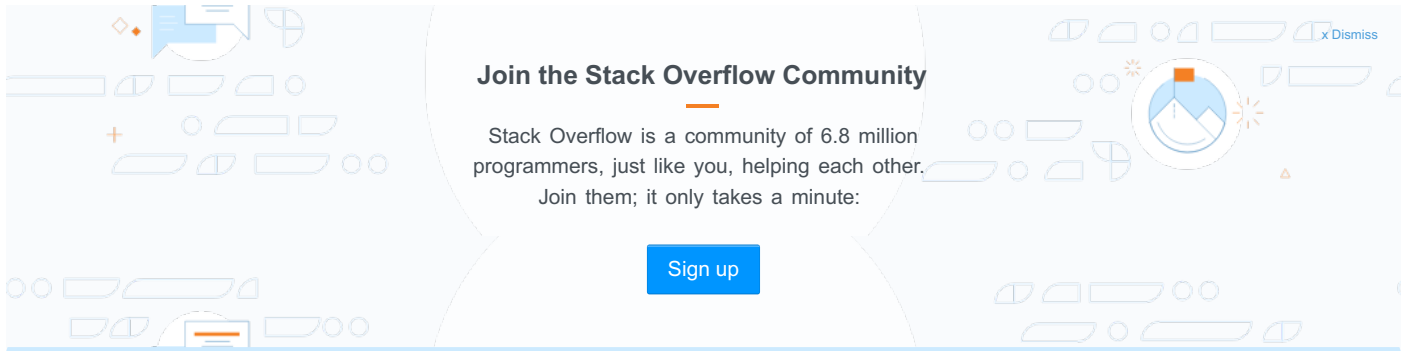 x Dismiss
Join the Stack Overflow Community
Stack Overflow is a community of 6.8 million
programmers, just like you, helping each other.
Join them; it only takes a minute:
Sign up